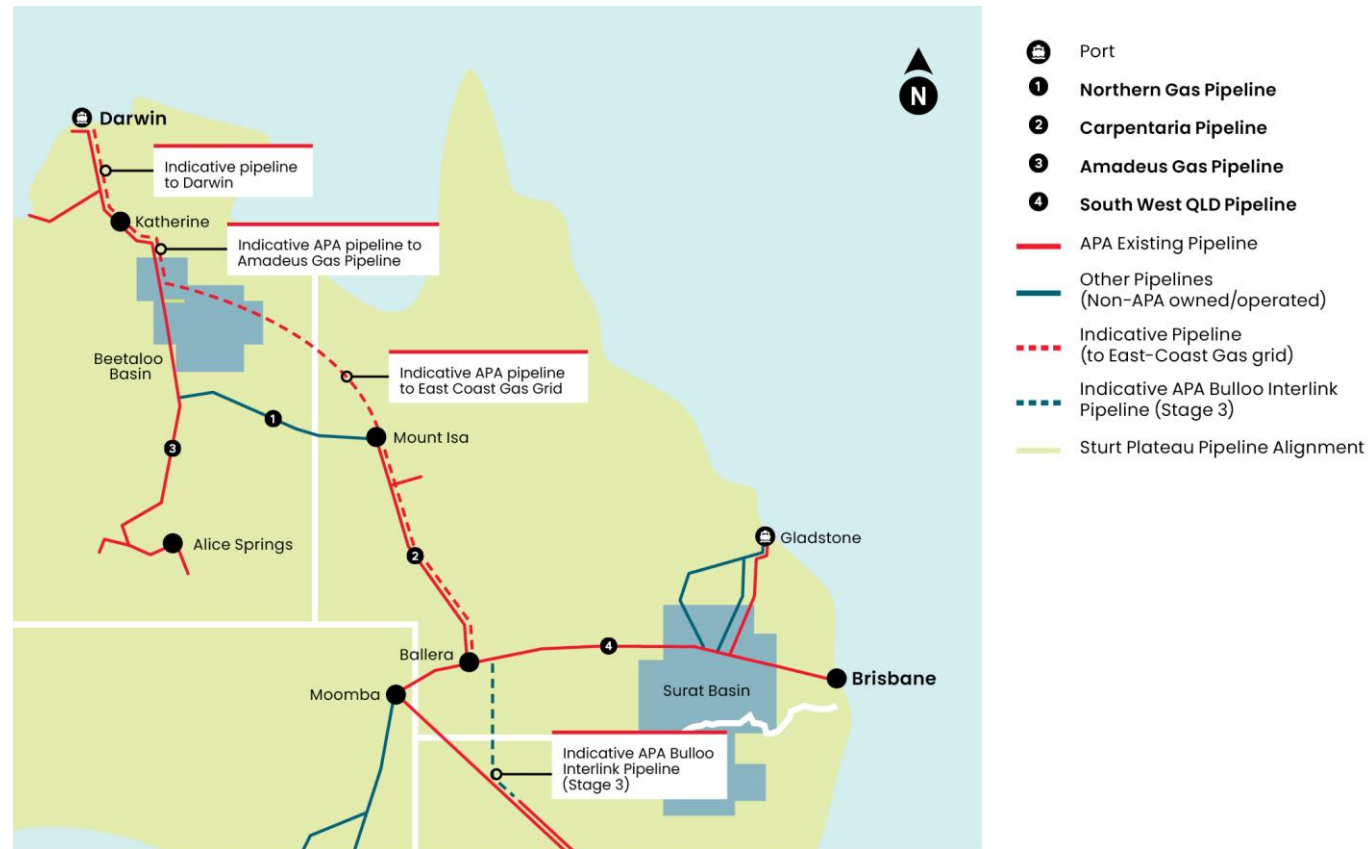 N
Darwin
Indicative pipeline
to Darwin
Katherine
Indicative APA pipeline to
Amadeus Gas Pipeline
Beetaloo
Basin
Indicative APA pipeline
to East Coast Gas Grid
1
Mount Isa
3
Alice Springs
2
Gladstone
4
Ballera
Moomba
Surat Basin
Brisbane
Indicative APA Bulloo
Interlink Pipeline
(Stage 3)
Port
1 Northern Gas Pipeline
2 Carpentaria Pipeline
3 Amadeus Gas Pipeline
4 South West QLD Pipeline
APA Existing Pipeline
Other Pipelines
(Non-APA owned/operated)
Indicative Pipeline
(to East-Coast Gas grid)
Indicative APA Bulloo Interlink
Pipeline (Stage 3)
Sturt Plateau Pipeline Alignment